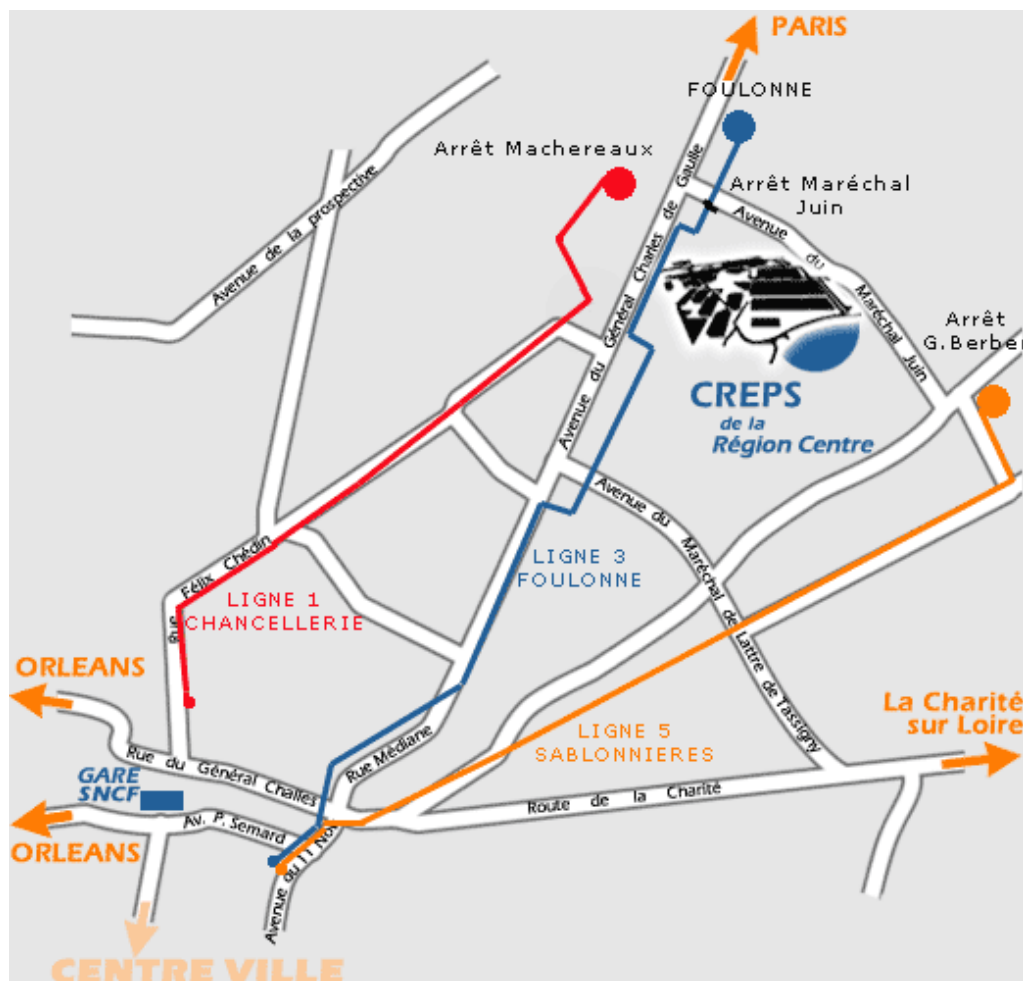 PARIS
FOULONNE
Arrêt Machereaux
Arrêt Maréchal
Juin
Avenue de la prospective
Avenue du Général Charles de Gaulle
Avenue du Maréchal Juin
Arrêt
G.Berber
CREPS
de la
Région Centre
Avenue du Maréchal de Lattre de Tassigny
LIGNE 3
FOULONNE
Rue Félix Chédin
LIGNE 1
CHANCELLERIE
ORLEANS
La Charité
sur Loire
LIGNE 5
SABLONNIERES
Rue Médiane
Rue du Général Challes
GARE
SNCF
Route de la Charité
Av. P. Semard
ORLEANS
Avenue du 11 Nov
CENTRE VILLE